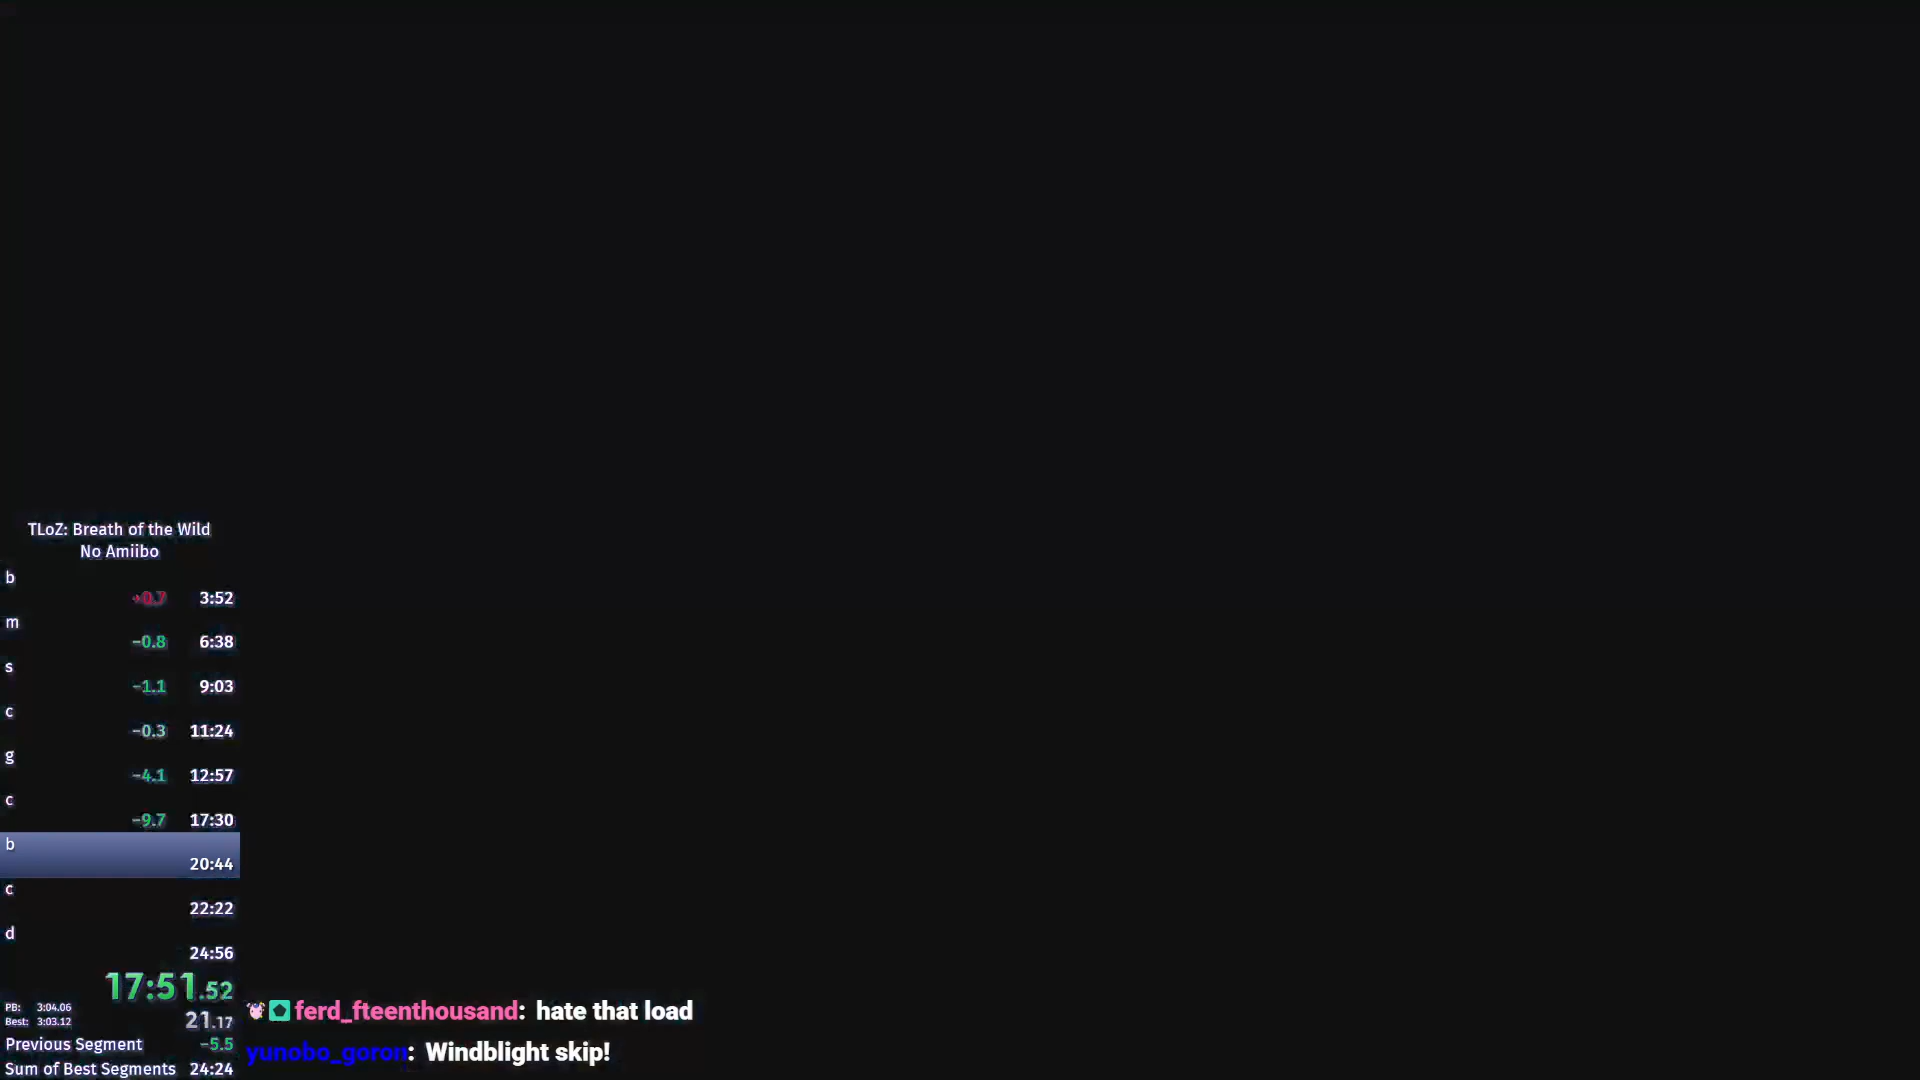 TLoZ: Breath of the Wild
No Amiibo
b
+0.7 3:52
m
−0.8 6:38
s
−1.1 9:03
c
−0.3 11:24
g
−4.1 12:57
c
−9.7 17:30
b
20:44
c
22:22
d
24:56
17:51.52
PB: 3:04.06
Best: 3:03.12
21.17
Previous Segment −5.5
Sum of Best Segments 24:24
ferd_fteenthousand: hate that load
yunobo_goron: Windblight skip!